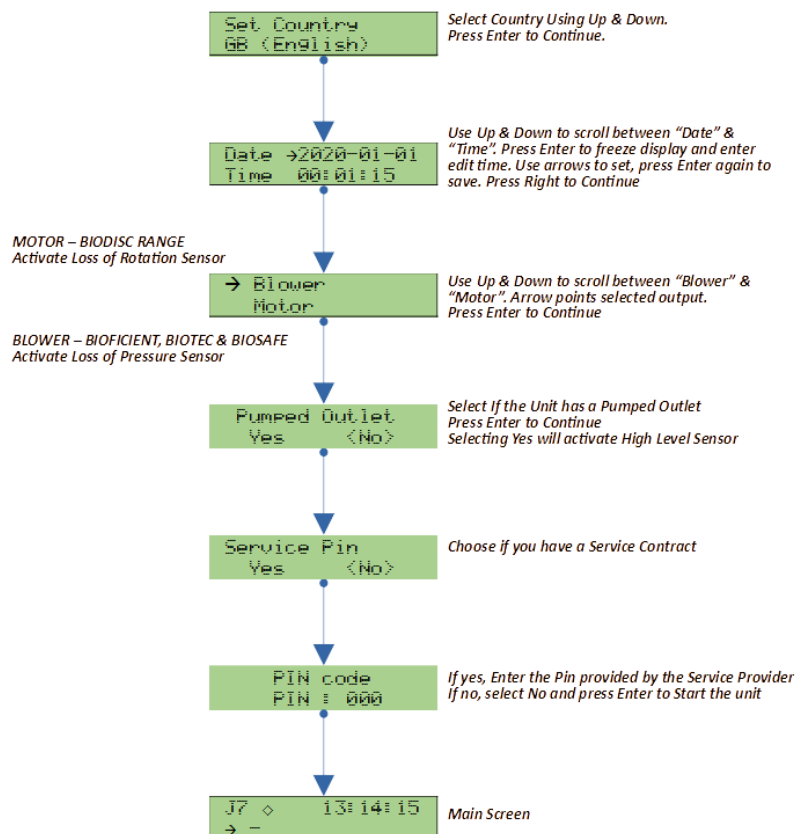 Set Country
GB (English)
Select Country Using Up & Down.
Press Enter to Continue.
Date →2020-01-01
Time 00:01:15
Use Up & Down to scroll between “Date” &
“Time”. Press Enter to freeze display and enter
edit time. Use arrows to set, press Enter again to
save. Press Right to Continue
MOTOR – BIODISC RANGE
Activate Loss of Rotation Sensor
→ Blower
Motor
Use Up & Down to scroll between “Blower” &
“Motor”. Arrow points selected output.
Press Enter to Continue
BLOWER – BIOFICIENT, BIOTEC & BIOSAFE
Activate Loss of Pressure Sensor
Pumped Outlet
Yes <No>
Select If the Unit has a Pumped Outlet
Press Enter to Continue
Selecting Yes will activate High Level Sensor
Service Pin
Yes <No>
Choose if you have a Service Contract
PIN code
PIN : 000
If yes, Enter the Pin provided by the Service Provider
If no, select No and press Enter to Start the unit
J7 ◇ 13:14:15
→ –
Main Screen